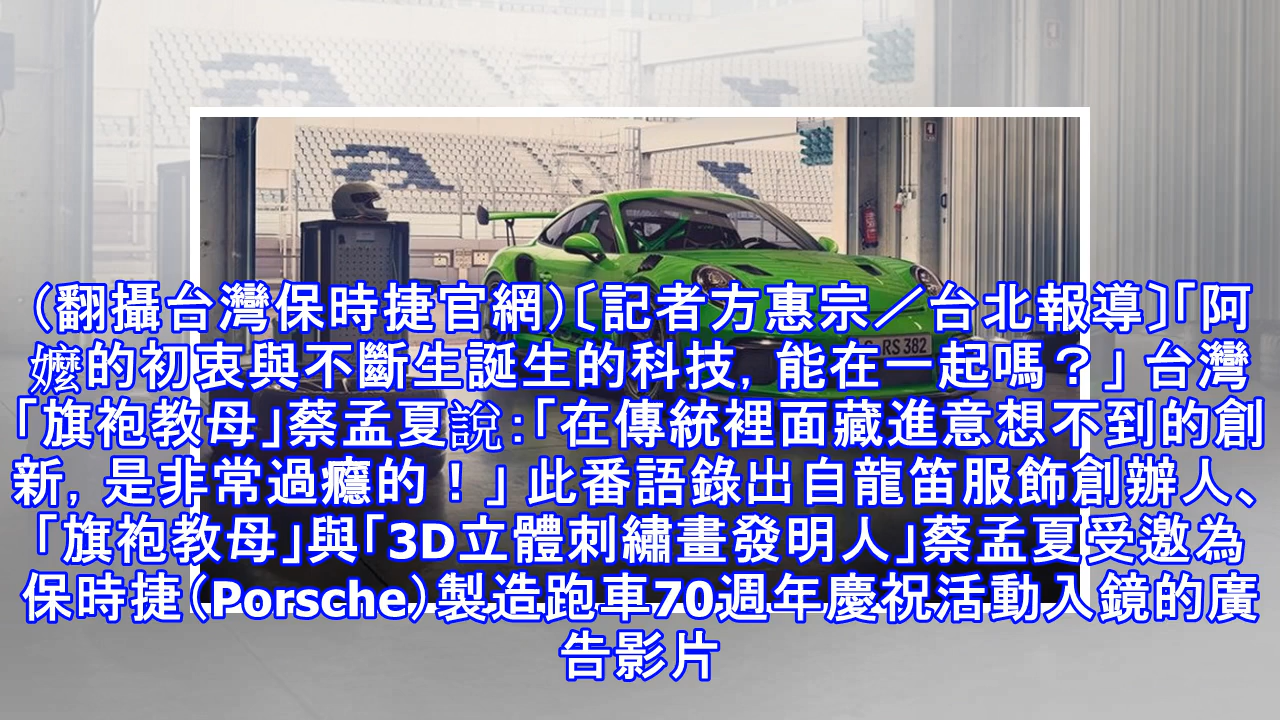 (翻攝台灣保時捷官網)〔記者方惠宗／台北報導〕「阿
嬤的初衷與不斷生誕生的科技，能在一起嗎？」台灣
「旗袍教母」蔡孟夏說：「在傳統裡面藏進意想不到的創
新，是非常過癮的！」此番語錄出自龍笛服飾創辦人、
「旗袍教母」與「3D立體刺繡畫發明人」蔡孟夏受邀為
保時捷（Porsche）製造跑車70週年慶祝活動入鏡的廣
告影片
RS 382